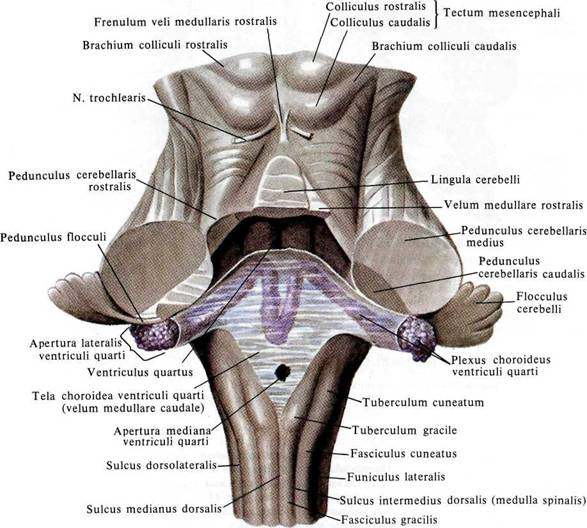 Colliculus rostralis
Colliculus caudalis
Tectum mesencephali
Frenulum veli medullaris rostralis
Brachium colliculi rostralis
Brachium colliculi caudalis
N. trochlearis
Pedunculus cerebellaris
rostralis
Lingula cerebelli
Velum medullare rostralis
Pedunculus flocculi
Pedunculus cerebellaris
medius
Pedunculus
cerebellaris caudalis
Flocculus
cerebelli
Apertura lateralis
ventriculi quarti
Ventriculus quartus
Plexus choroideus
ventriculi quarti
Tela choroidea ventriculi quarti
(velum medullare caudale)
Tuberculum cuneatum
Apertura mediana
ventriculi quarti
Tuberculum gracile
Fasciculus cuneatus
Sulcus dorsolateralis
Funiculus lateralis
Sulcus intermedius dorsalis (medulla spinalis)
Sulcus medianus dorsalis
Fasciculus gracilis